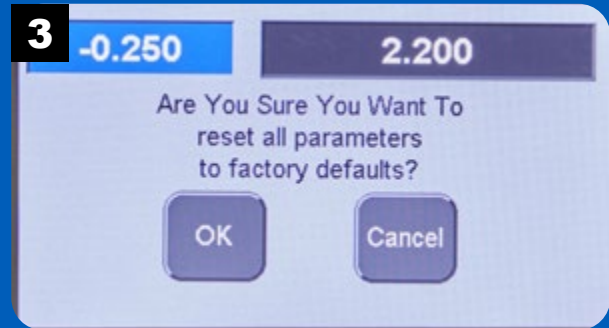 3
-0.250 2.200
Are You Sure You Want To
reset all parameters
to factory defaults?
OK Cancel